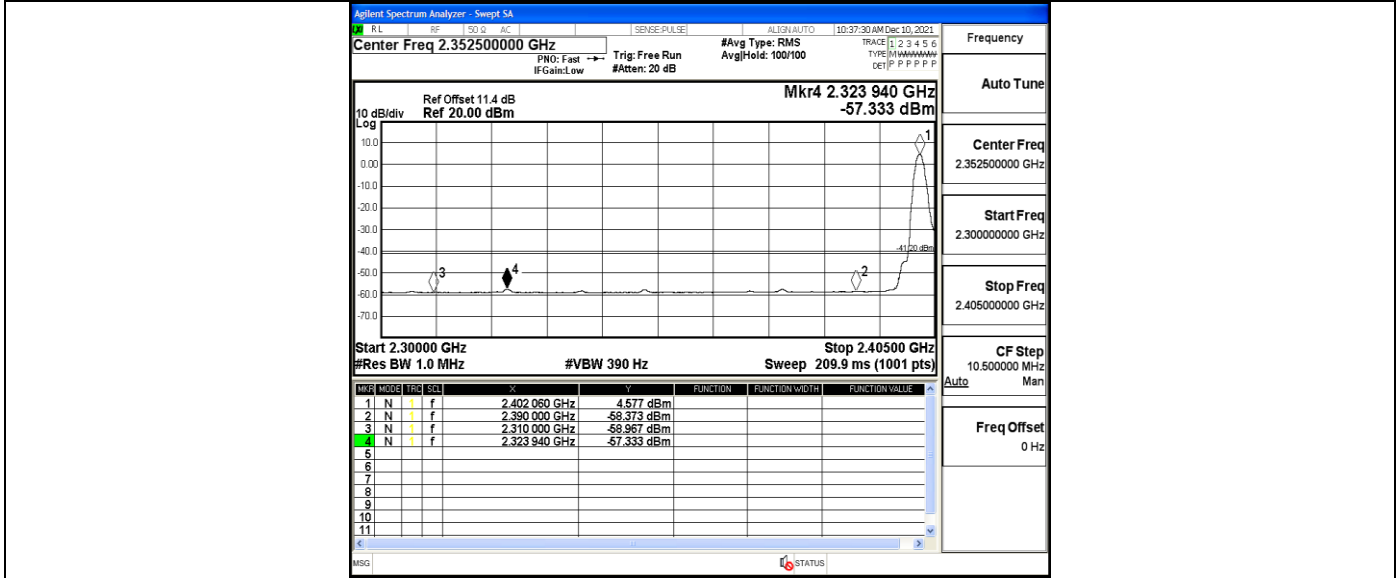 Agilent Spectrum Analyzer - Swept SA
RL RF 50 Ω AC SENSE:PULSE ALIGN AUTO 10:37:30 AM Dec 10, 2021
Center Freq 2.352500000 GHz
PNO: Fast
IFGain:Low
Trig: Free Run
#Atten: 20 dB
#Avg Type: RMS
Avg|Hold: 100/100
TRACE 1 2 3 4 5 6
TYPE MWWWWW
DET P P P P P P
Frequency
Auto Tune
Mkr4 2.323 940 GHz
-57.333 dBm
Ref Offset 11.4 dB
10 dB/div Ref 20.00 dBm
Log
10.0
0.00
-10.0
-20.0
-30.0
-40.0
-50.0
-60.0
-70.0
1
-41.20 dBm
3
4
2
Start 2.30000 GHz Stop 2.40500 GHz
#Res BW 1.0 MHz #VBW 390 Hz Sweep 209.9 ms (1001 pts)
MKR MODE TRC SCL X Y FUNCTION FUNCTION WIDTH FUNCTION VALUE
1 N 1 f 2.402 060 GHz 4.577 dBm
2 N 1 f 2.390 000 GHz -58.373 dBm
3 N 1 f 2.310 000 GHz -58.967 dBm
4 N 1 f 2.323 940 GHz -57.333 dBm
5
6
7
8
9
10
11
Center Freq
2.352500000 GHz
Start Freq
2.300000000 GHz
Stop Freq
2.405000000 GHz
CF Step
10.500000 MHz
Auto Man
Freq Offset
0 Hz
MSG STATUS